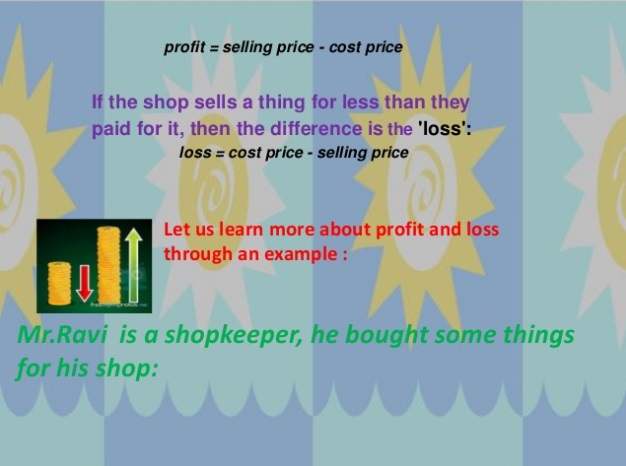 profit = selling price - cost price
If the shop sells a thing for less than they
paid for it, then the difference is the 'loss':
loss = cost price - selling price
Let us learn more about profit and loss
through an example :
Mr.Ravi  is a shopkeeper, he bought some things
for his shop: